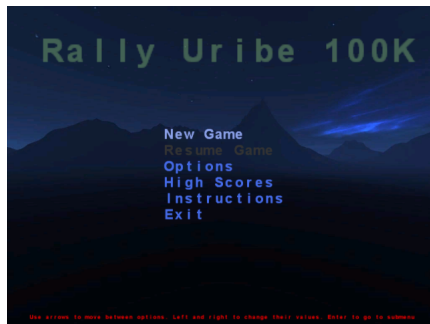 Rally Uribe 100K
New Game
Resume Game
Options
High Scores
Instructions
Exit
Use arrows to move between options. Left and right to change their values. Enter to go to submenu